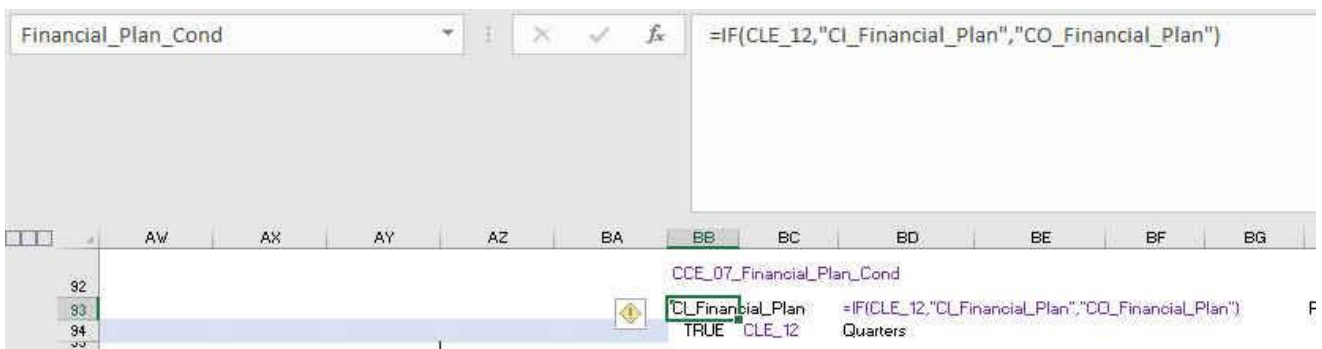 Financial_Plan_Cond fx =IF(CLE_12,"CI_Financial_Plan","CO_Financial_Plan")
AW AX AY AZ BA BB BC BD BE BF BG
92 CCE_07_Financial_Plan_Cond
93 CI_Financial_Plan =IF(CLE_12,"CI_Financial_Plan","CO_Financial_Plan")
94 TRUE CLE_12 Quarters